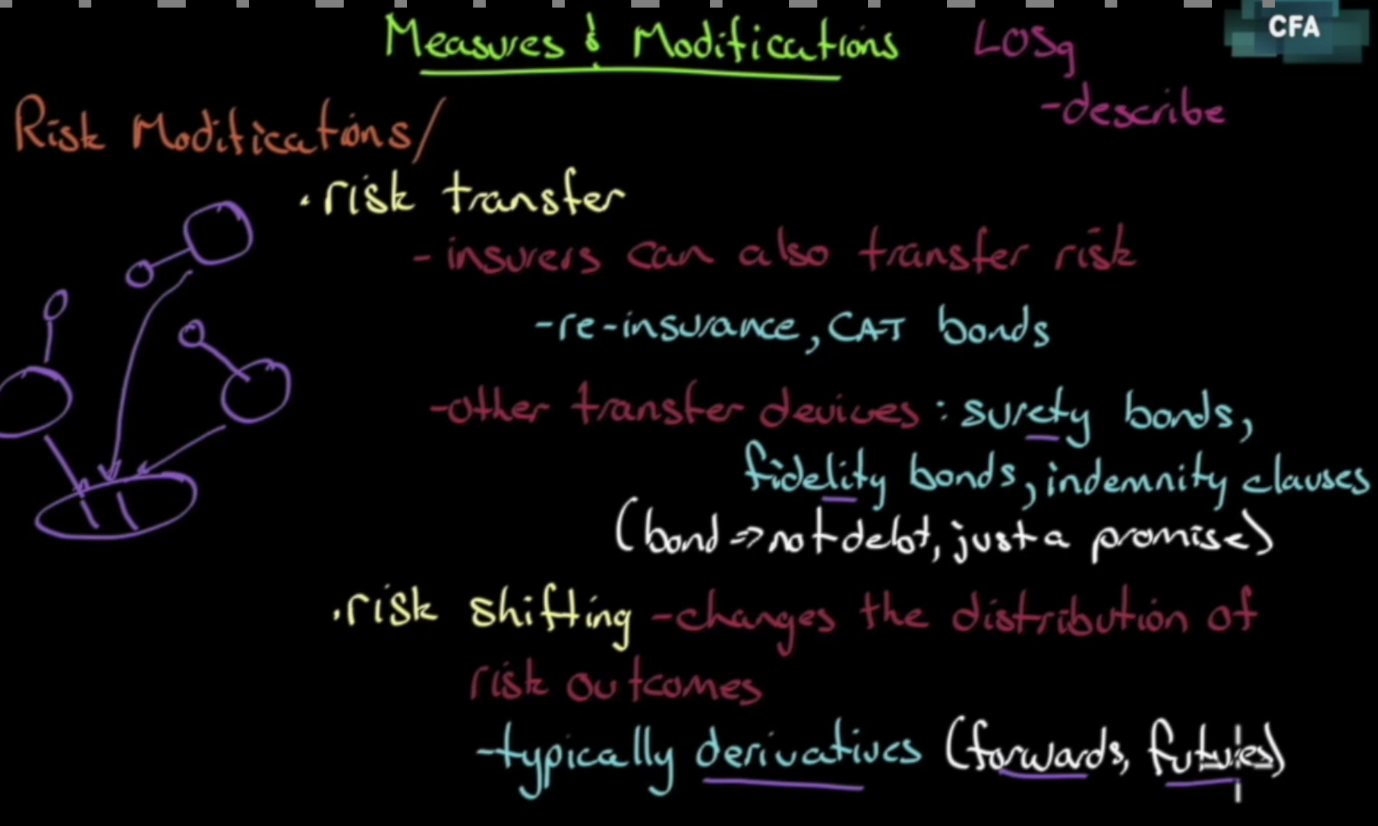 Measures & Modifications LOSg
CFA
-describe
Risk Modifications/
• risk transfer
- insurers can also transfer risk
-re-insurance, CAT bonds
-other transfer devices: surety bonds,
fidelity bonds, indemnity clauses
(bond => not debt, just a promise)
• risk shifting -changes the distribution of
risk outcomes
-typically derivatives (forwards, futures)